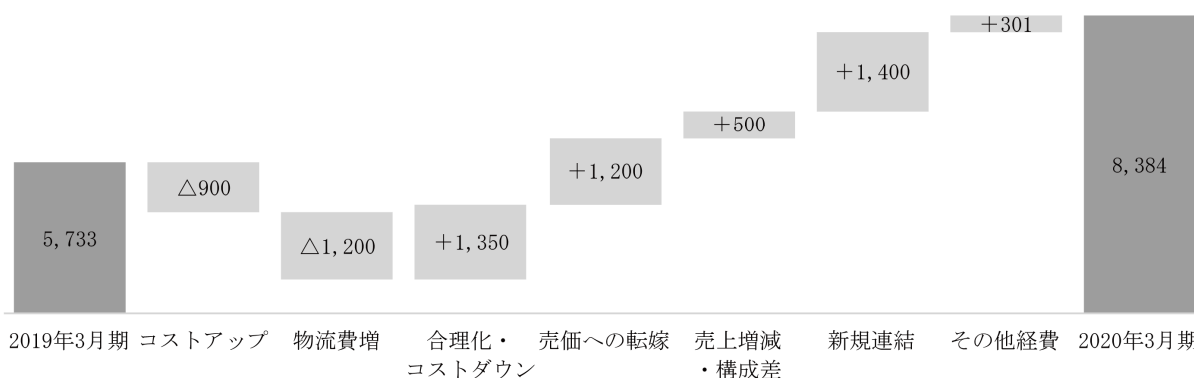 +301
+1,400
+500
8,384
+1,200
△900
5,733
△1,200
+1,350
2019年3月期
コストアップ
物流費増
合理化・
コストダウン
売価への転嫁
売上増減
・構成差
新規連結
その他経費
2020年3月期